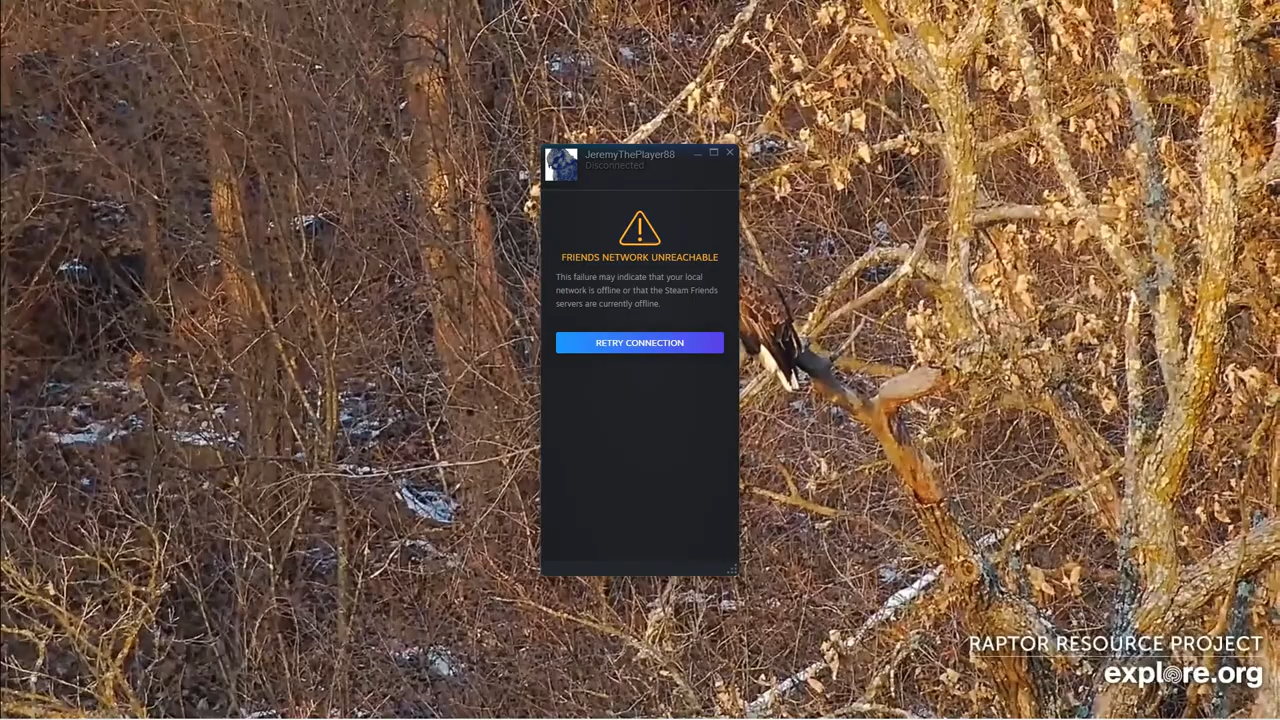 JeremyThePlayer88
Disconnected
FRIENDS NETWORK UNREACHABLE
This failure may indicate that your local
network is offline or that the Steam Friends
servers are currently offline.
RETRY CONNECTION
RAPTOR RESOURCE PROJECT
explore.org